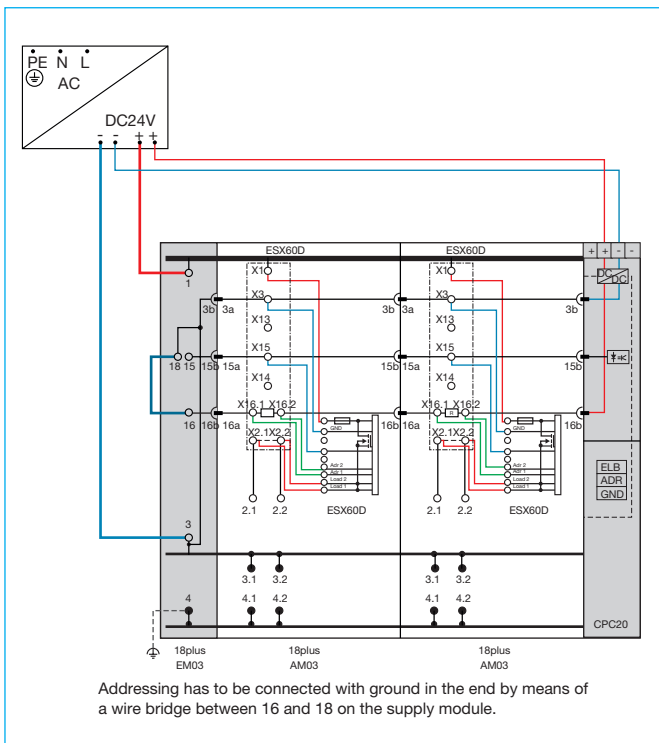 PE N L
AC
DC24V
- - + +
ESX60D ESX60D
+ + - -
X1 X1
DC
DC
1
X3 X3
3b 3a 3b 3a 3b
X13 X13
X15 X15
18 15 15b 15a 15b 15a 15b
X14 X14
X16.1 X16.2 X16.1 X16.2
R
16 16b 16a 16b 16a 16b
GND GND
X2.1 X2.2 X2.1 X2.2
Adr 2 Adr 2
Adr 1 Adr 1
Load 2 Load 2
Load 1 Load 1
ELB
ADR
GND
2.1 2.2 ESX60D 2.1 2.2 ESX60D
3
3.1 3.2 3.1 3.2
4 4.1 4.2 4.1 4.2
CPC20
18plus 18plus 18plus
EM03 AM03 AM03
Addressing has to be connected with ground in the end by means of
a wire bridge between 16 and 18 on the supply module.